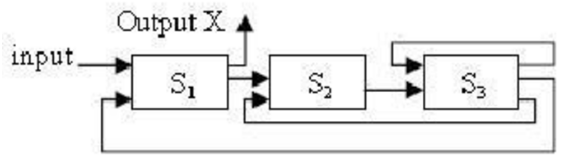 Output X
input
S₁
S₂
S₃